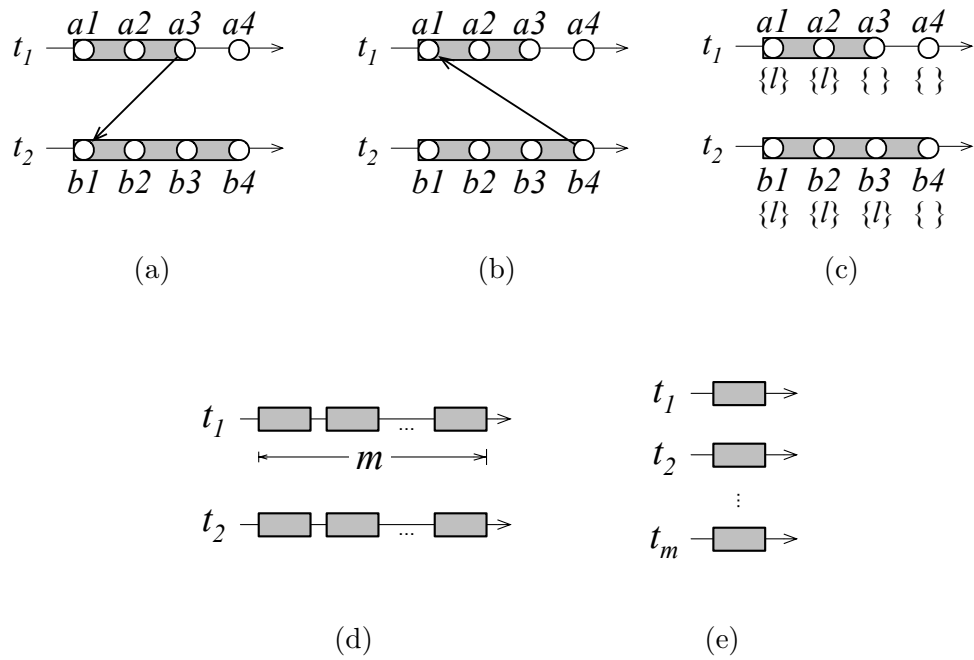 a1 a2 a3 a4
t1
t2
b1 b2 b3 b4
(a)
a1 a2 a3 a4
t1
t2
b1 b2 b3 b4
(b)
a1 a2 a3 a4
t1
{l} {l} { } { }
t2
b1 b2 b3 b4
{l} {l} {l} { }
(c)
t1 ...
m
t2 ...
(d)
t1
t2
...
tm
(e)